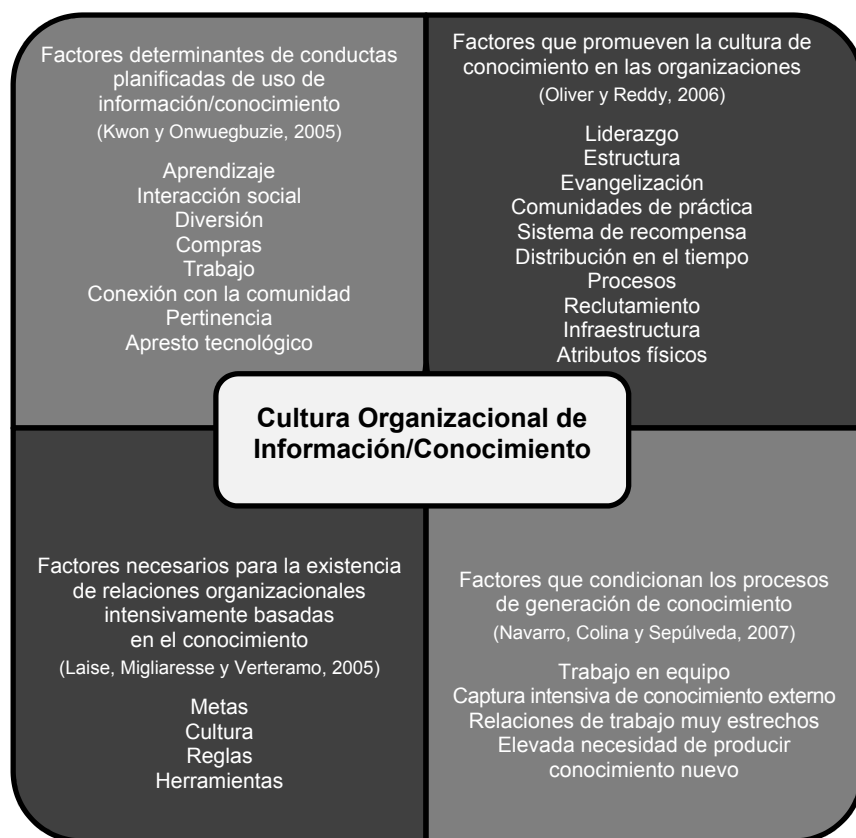 Factores determinantes de conductas
planificadas de uso de
información/conocimiento
(Kwon y Onwuegbuzie, 2005)
Aprendizaje
Interacción social
Diversión
Compras
Trabajo
Conexión con la comunidad
Pertinencia
Apresto tecnológico
Factores que promueven la cultura de
conocimiento en las organizaciones
(Oliver y Reddy, 2006)
Liderazgo
Estructura
Evangelización
Comunidades de práctica
Sistema de recompensa
Distribución en el tiempo
Procesos
Reclutamiento
Infraestructura
Atributos físicos
Cultura Organizacional de
Información/Conocimiento
Factores necesarios para la existencia
de relaciones organizacionales
intensivamente basadas
en el conocimiento
(Laise, Migliaresse y Verteramo, 2005)
Metas
Cultura
Reglas
Herramientas
Factores que condicionan los procesos
de generación de conocimiento
(Navarro, Colina y Sepúlveda, 2007)
Trabajo en equipo
Captura intensiva de conocimiento externo
Relaciones de trabajo muy estrechos
Elevada necesidad de producir
conocimiento nuevo